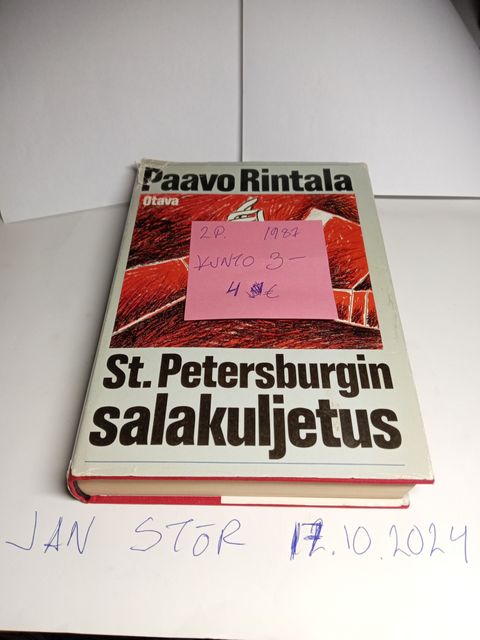 Paavo Rintala
Otava
2P. 1987
KUNTO 3-
4 €
St. Petersburgin
salakuljetus
JAN STÖR 17.10.2024